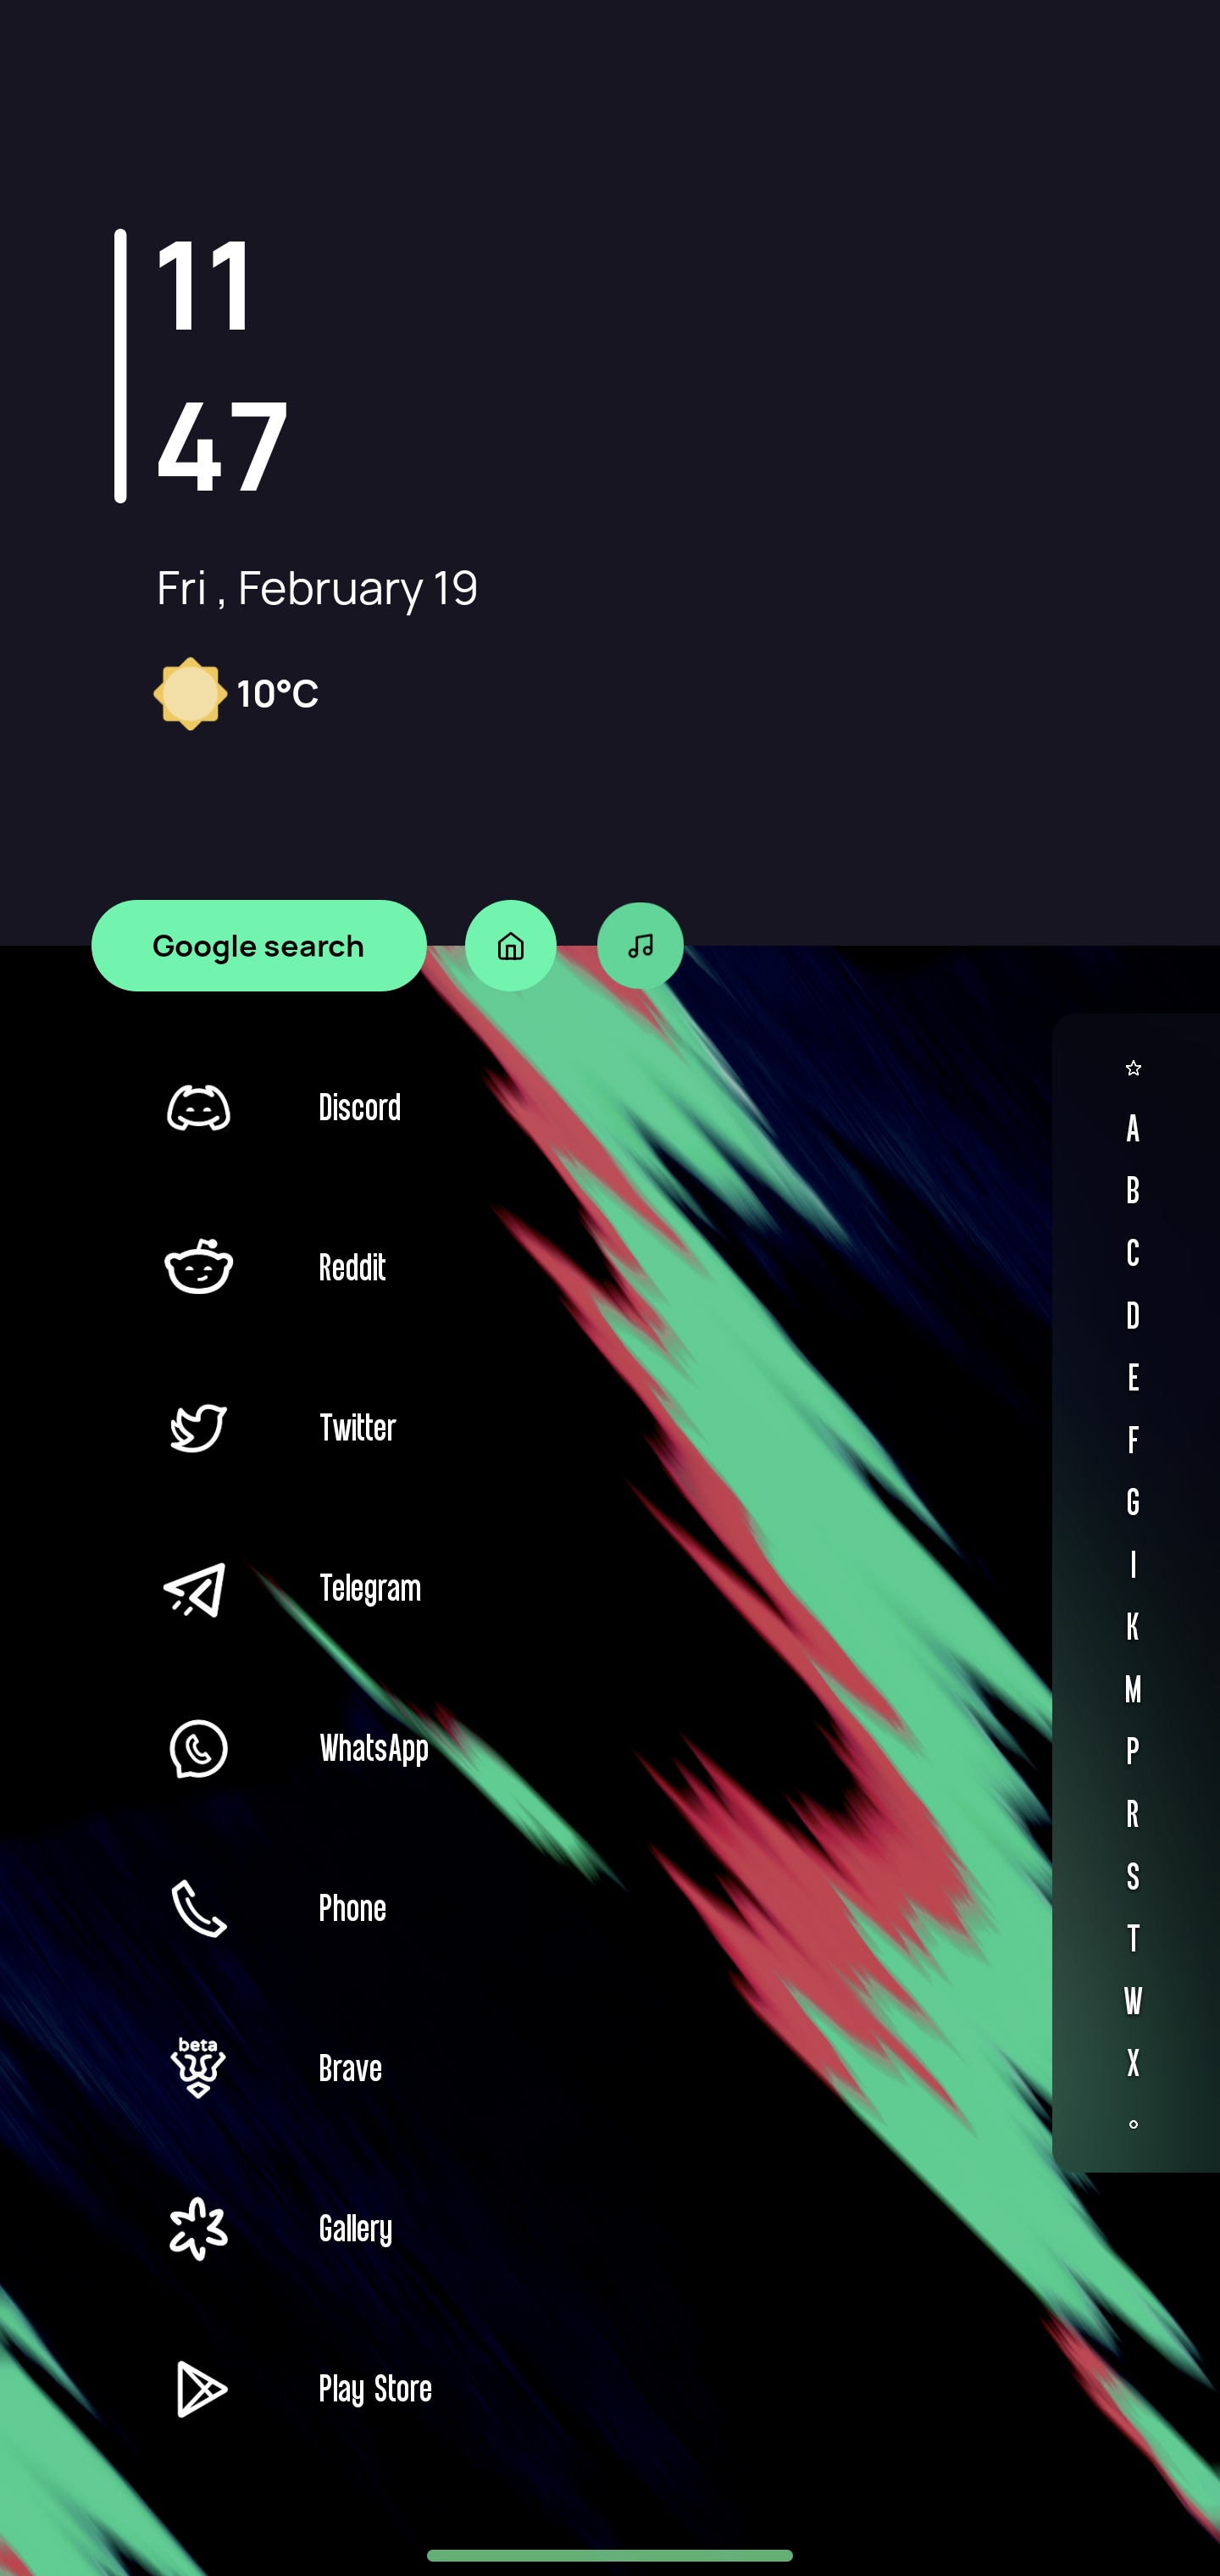 11
47
Fri , February 19
10°C
Google search
Discord
Reddit
Twitter
Telegram
WhatsApp
Phone
beta
Brave
Gallery
Play Store
A
B
C
D
E
F
G
I
K
M
P
R
S
T
W
X